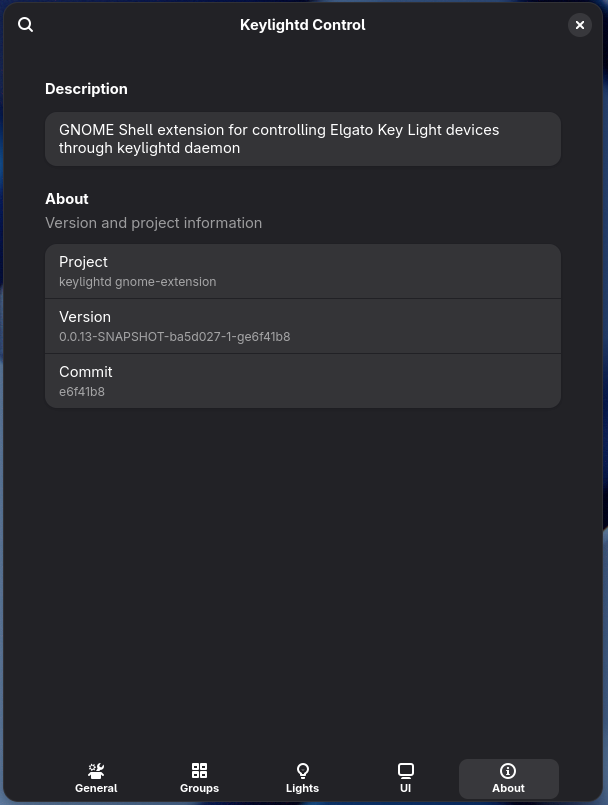 Keylightd Control
Description
GNOME Shell extension for controlling Elgato Key Light devices
through keylightd daemon
About
Version and project information
Project
keylightd gnome-extension
Version
0.0.13-SNAPSHOT-ba5d027-1-ge6f41b8
Commit
e6f41b8
General
Groups
Lights
UI
About